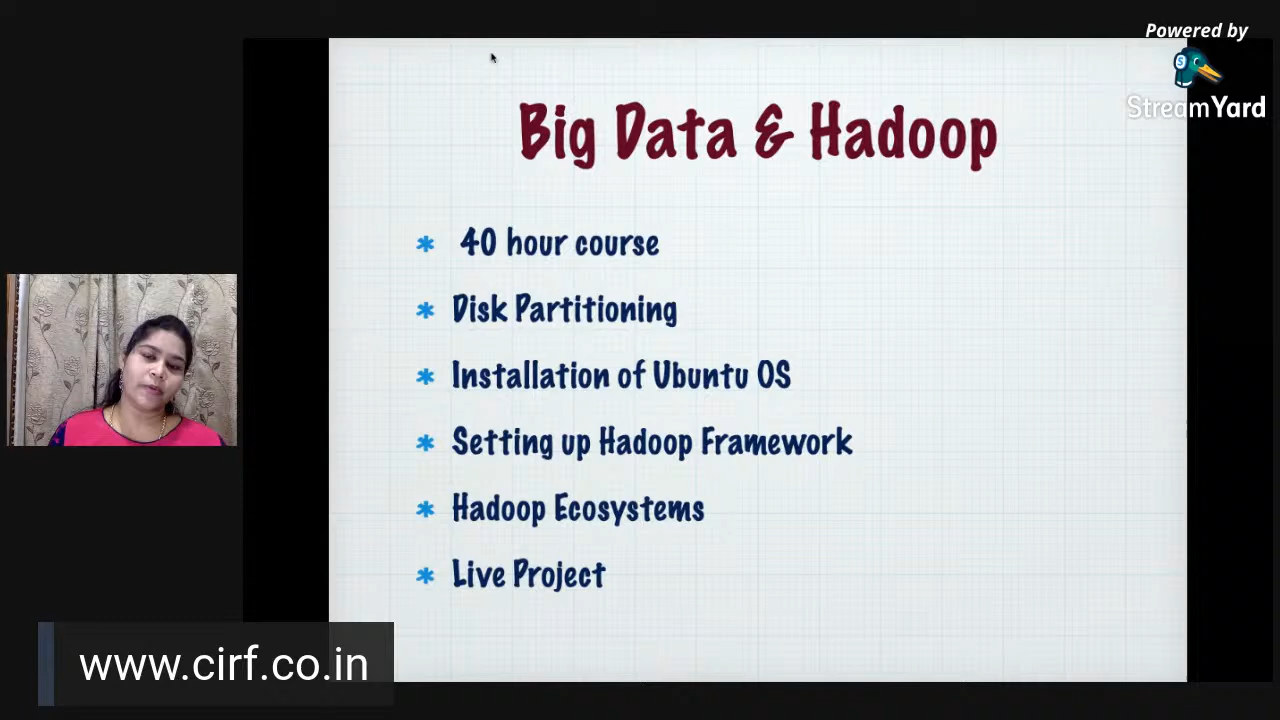 Powered by
StreamYard
Big Data & Hadoop
* 40 hour course
* Disk Partitioning
* Installation of Ubuntu OS
* Setting up Hadoop Framework
* Hadoop Ecosystems
* Live Project
www.cirf.co.in